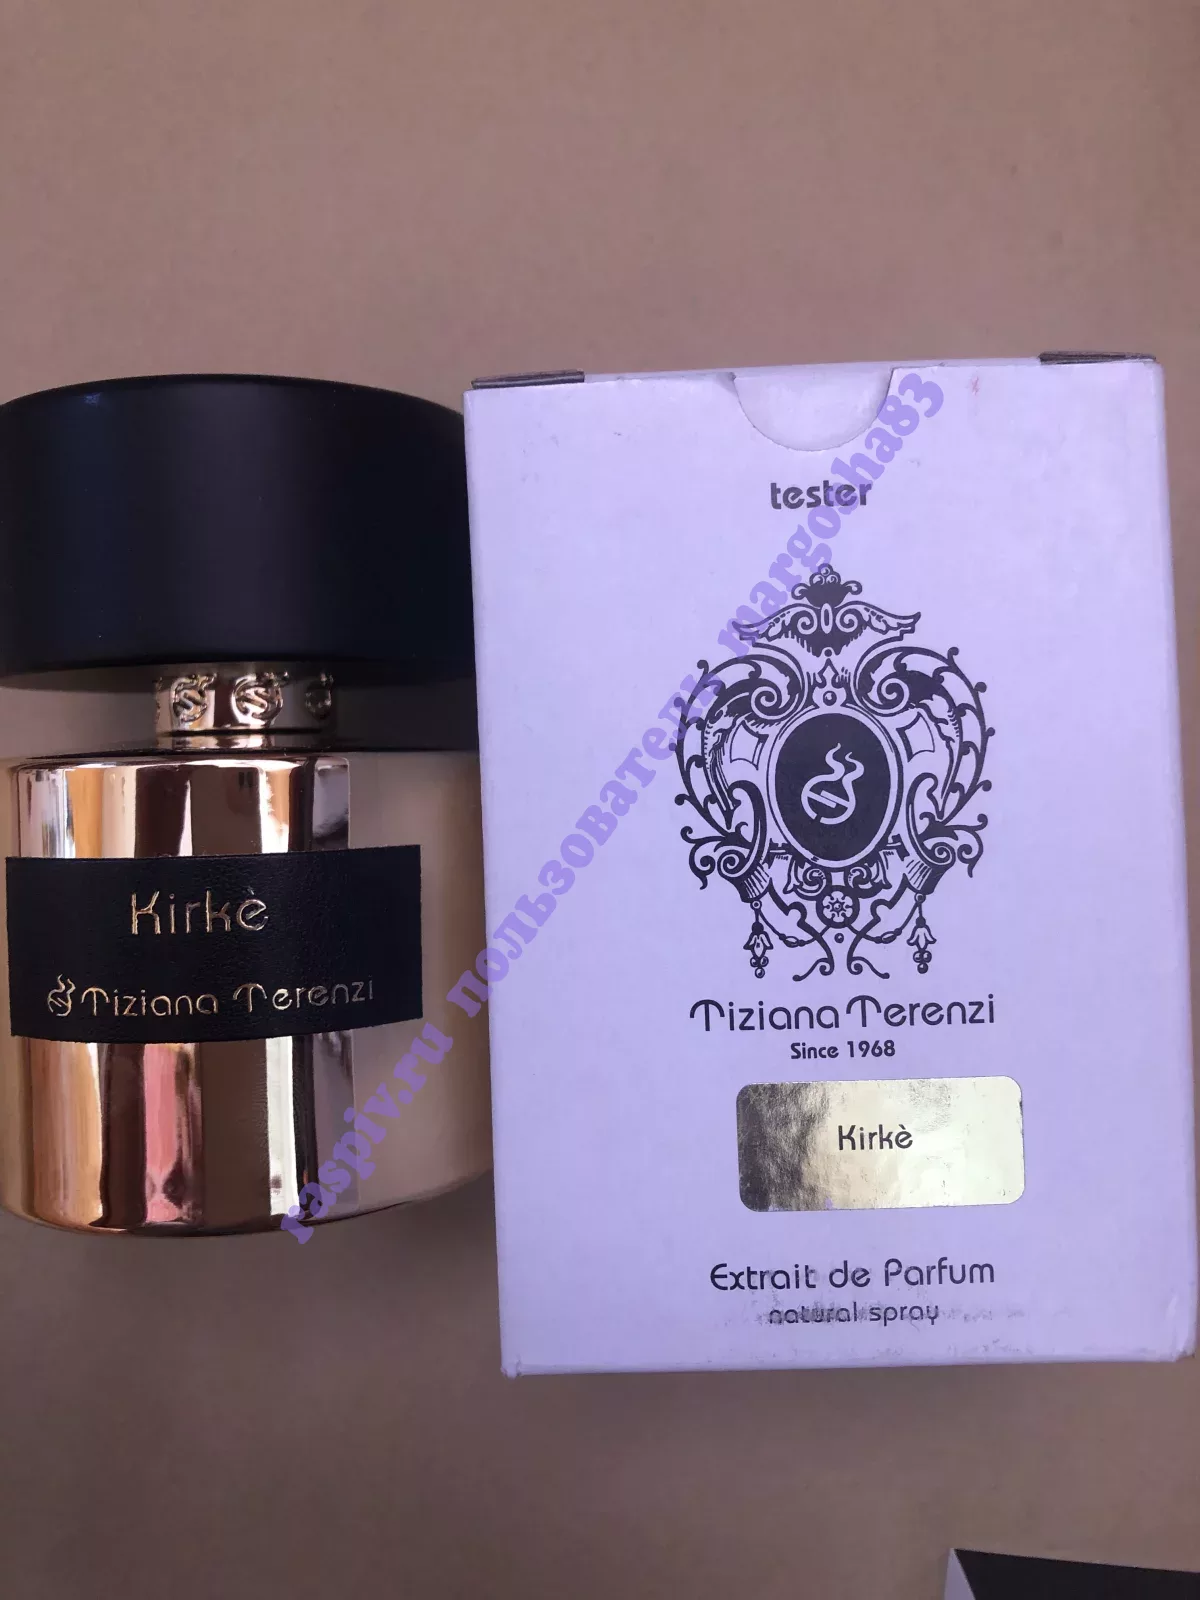 Kirkè
Tiziana Terenzi
tester
Tiziana Terenzi
Since 1968
Kirkè
Extrait de Parfum
natural spray
raspiv.ru пользователь margosha83